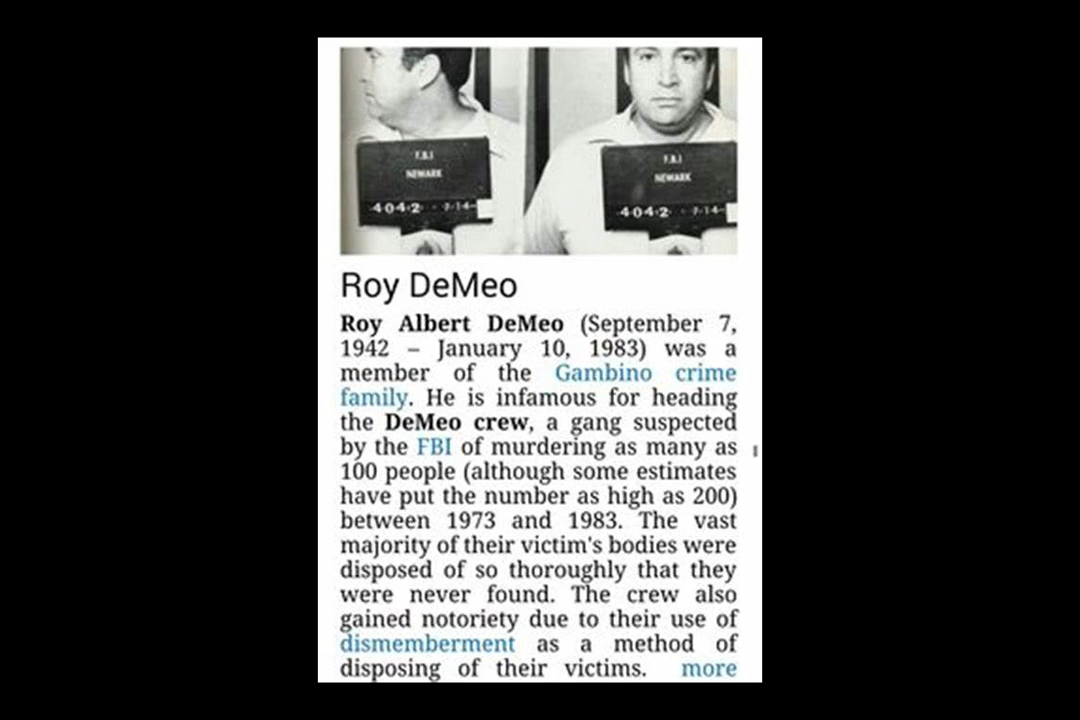 F.B.I
NEWARK
4042 · 7-14-
F.B.I
NEWARK
4042 · 7-14-
Roy DeMeo
Roy Albert DeMeo (September 7,
1942 – January 10, 1983) was a
member of the Gambino crime
family. He is infamous for heading
the DeMeo crew, a gang suspected
by the FBI of murdering as many as
100 people (although some estimates
have put the number as high as 200)
between 1973 and 1983. The vast
majority of their victim's bodies were
disposed of so thoroughly that they
were never found. The crew also
gained notoriety due to their use of
dismemberment as a method of
disposing of their victims. more